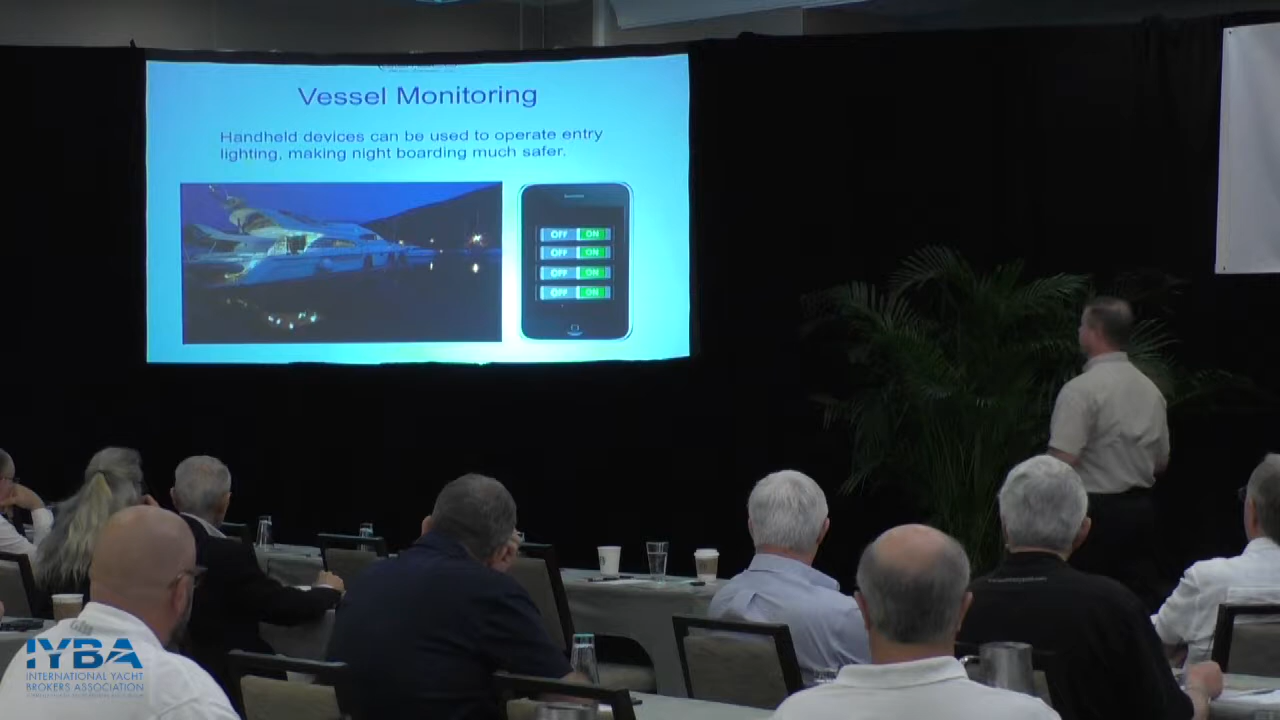 Vessel Monitoring
Handheld devices can be used to operate entry
lighting, making night boarding much safer.
OFF ON
OFF ON
OFF ON
OFF ON
IYBA
INTERNATIONAL YACHT
BROKERS ASSOCIATION